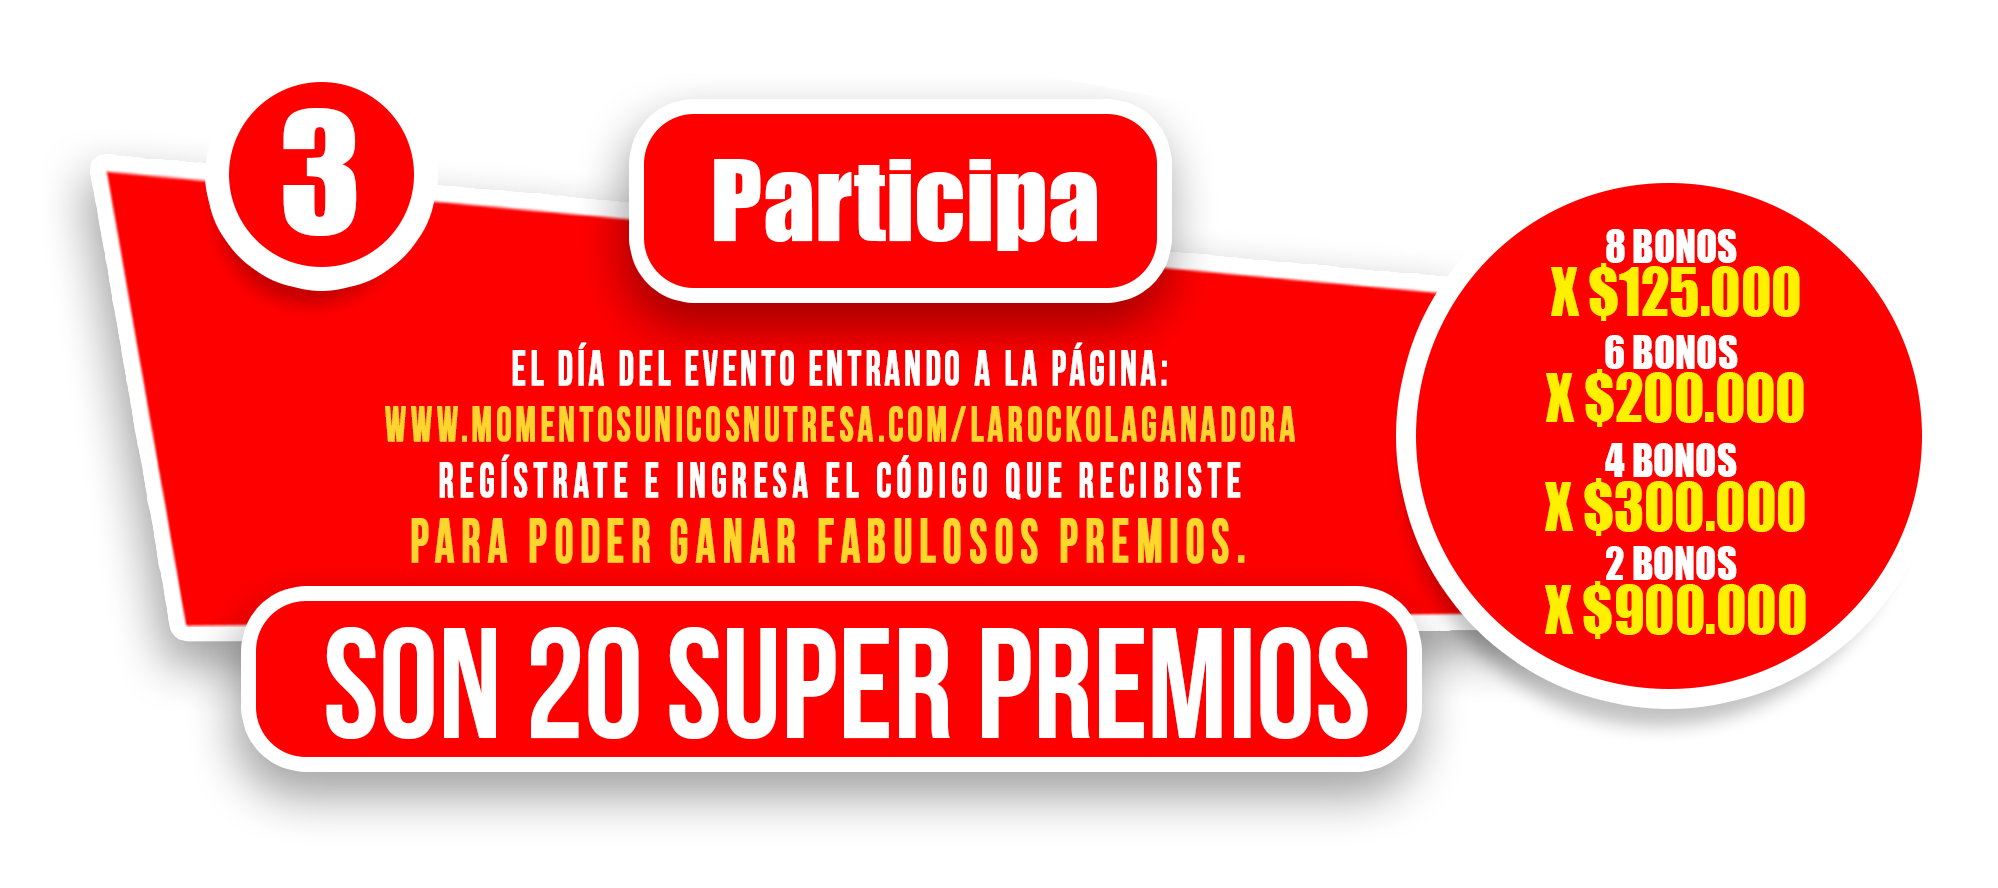 3
Participa
EL DÍA DEL EVENTO ENTRANDO A LA PÁGINA:
WWW.MOMENTOSUNICOSNUTRESA.COM/LAROCKOLAGANADORA
REGÍSTRATE E INGRESA EL CÓDIGO QUE RECIBISTE
PARA PODER GANAR FABULOSOS PREMIOS.
SON 20 SUPER PREMIOS
8 BONOS
X $125.000
6 BONOS
X $200.000
4 BONOS
X $300.000
2 BONOS
X $900.000